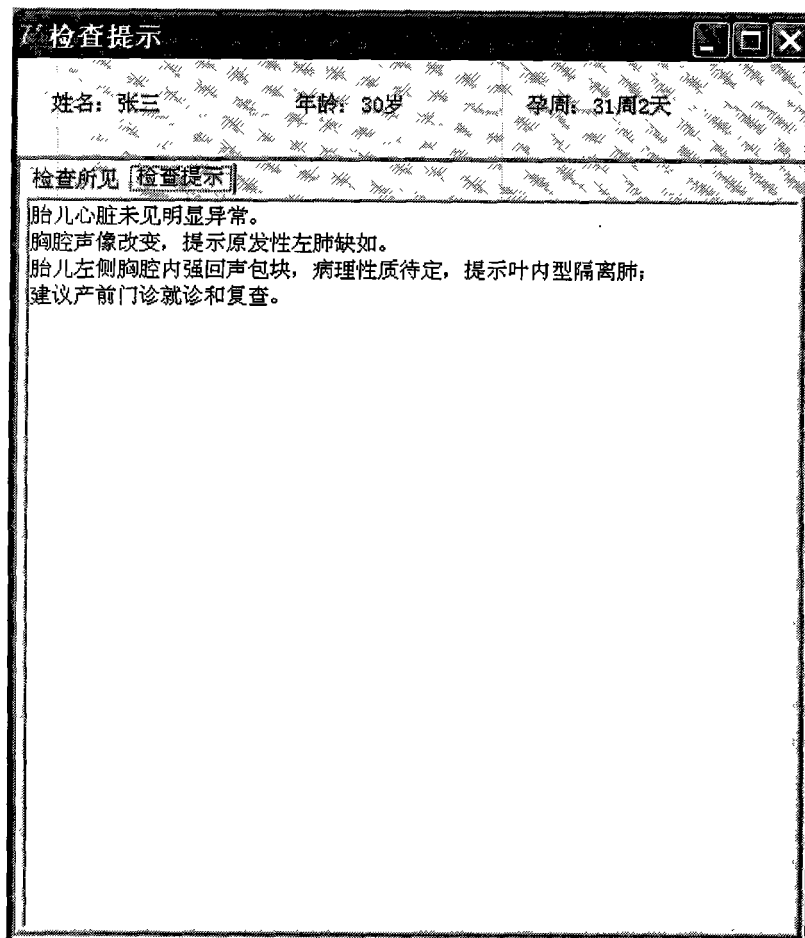 检查提示
姓名：张三 年龄：30岁 孕周：31周2天
检查所见 检查提示
胎儿心脏未见明显异常。
胸腔声像改变，提示原发性左肺缺如。
胎儿左侧胸腔内强回声包块，病理性质待定，提示叶内型隔离肺；
建议产前门诊就诊和复查。